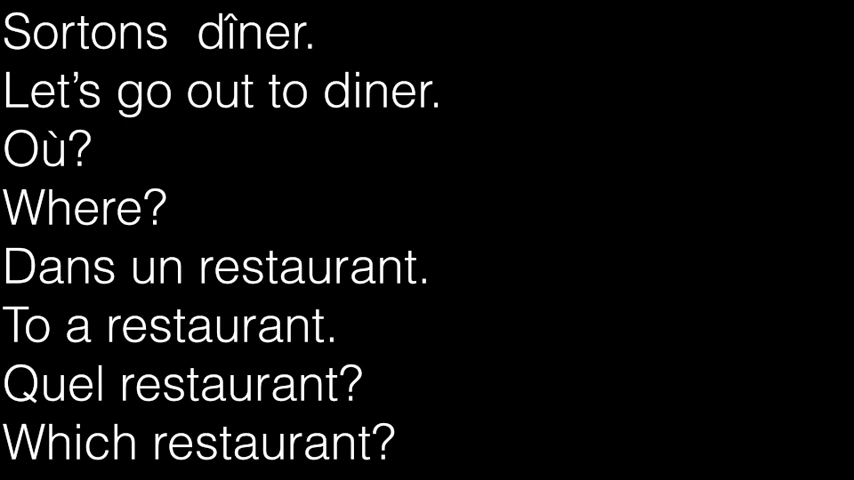 Sortons dîner.
Let's go out to diner.
Où?
Where?
Dans un restaurant.
To a restaurant.
Quel restaurant?
Which restaurant?